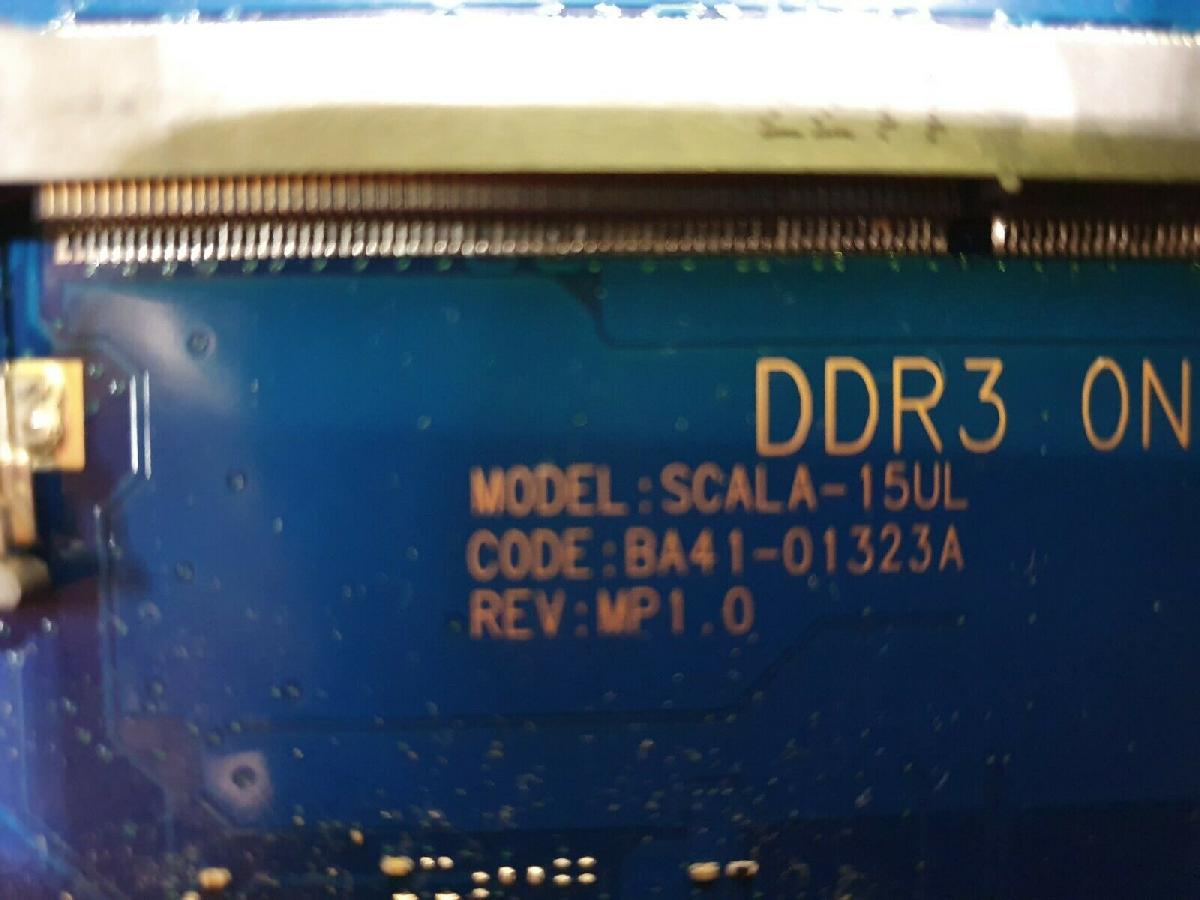 DDR3 ON
MODEL:SCALA-15UL
CODE:BA41-01323A
REV:MP1.0